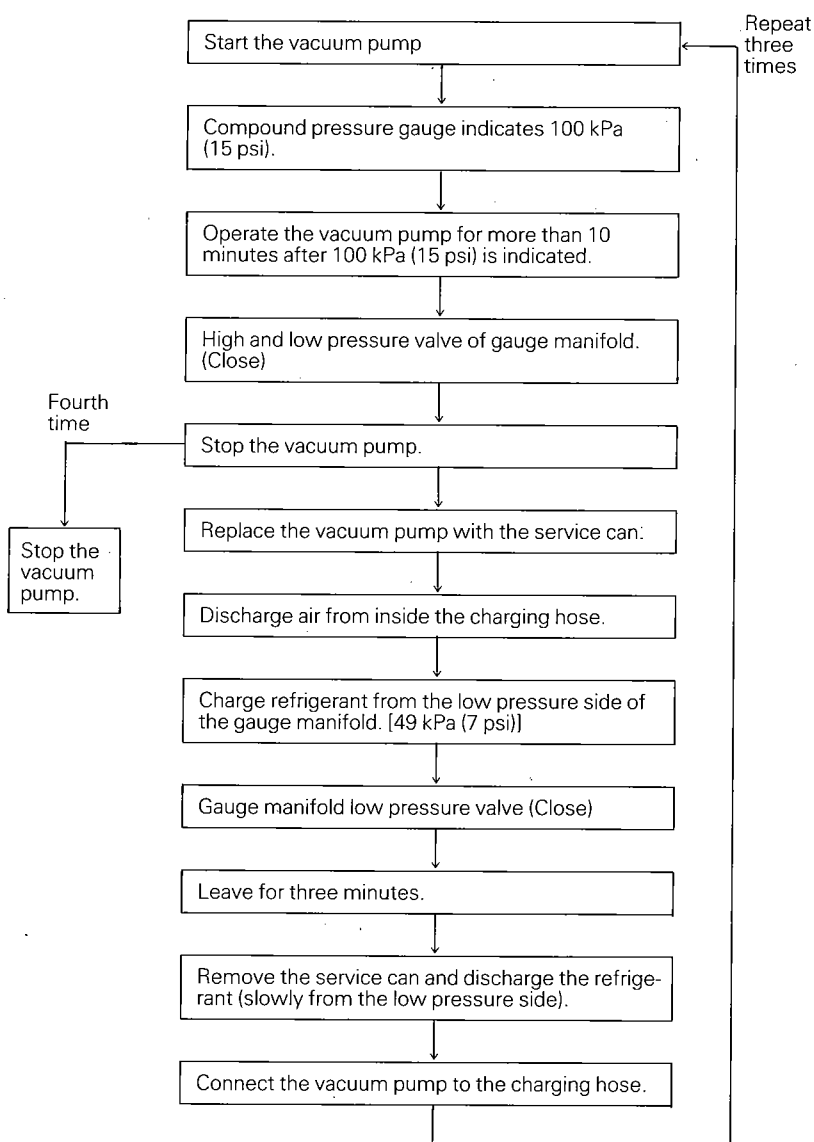 Repeat
three
times
Start the vacuum pump
Compound pressure gauge indicates 100 kPa
(15 psi).
Operate the vacuum pump for more than 10
minutes after 100 kPa (15 psi) is indicated.
High and low pressure valve of gauge manifold.
(Close)
Fourth
time
Stop the vacuum pump.
Stop the
vacuum
pump.
Replace the vacuum pump with the service can.
Discharge air from inside the charging hose.
Charge refrigerant from the low pressure side of
the gauge manifold. [49 kPa (7 psi)]
Gauge manifold low pressure valve (Close)
Leave for three minutes.
Remove the service can and discharge the refrige-
rant (slowly from the low pressure side).
Connect the vacuum pump to the charging hose.